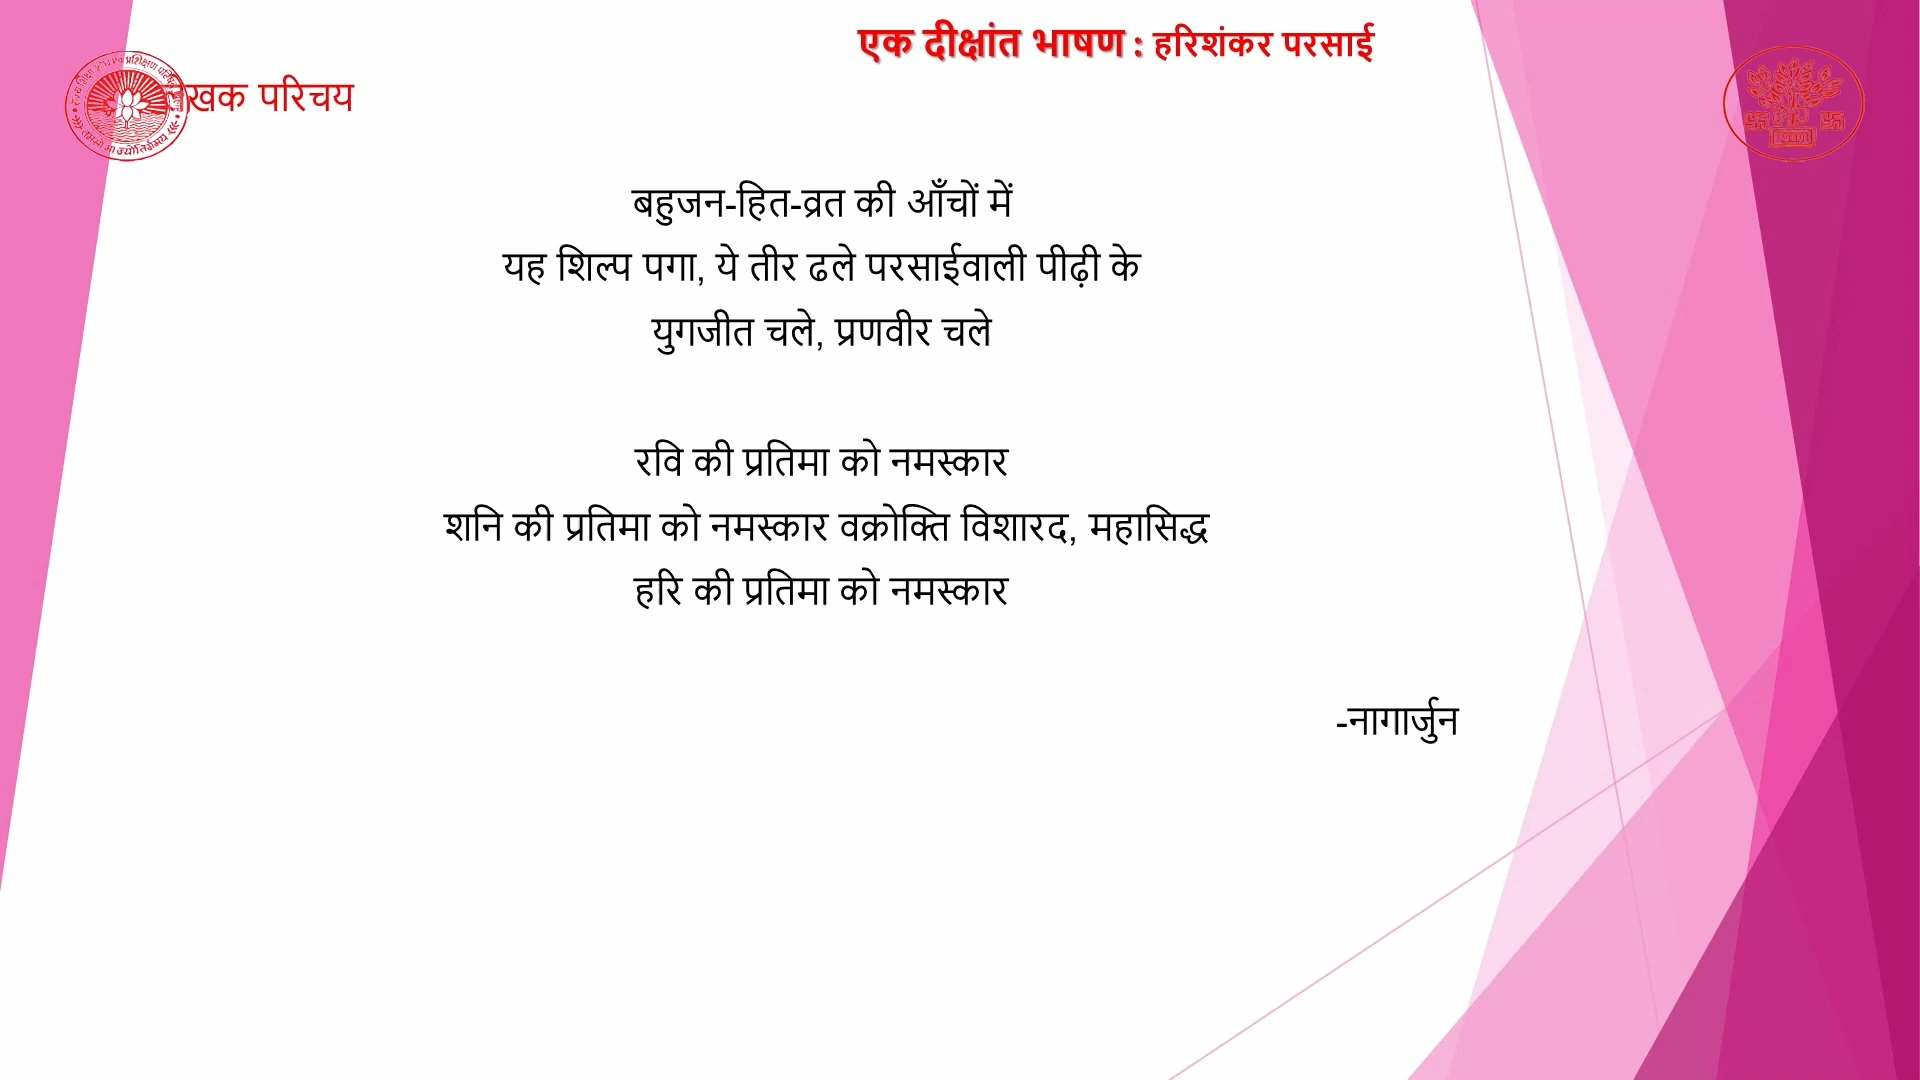 एक दीक्षांत भाषण : हरिशंकर परसाई
परिचय
बहुजन-हित-व्रत की आँचों में
यह शिल्प पगा, ये तीर ढले परसाईवाली पीढ़ी के
युगजीत चले, प्रणवीर चले
रवि की प्रतिमा को नमस्कार
शनि की प्रतिमा को नमस्कार वक्रोक्ति विशारद, महासिद्ध
हरि की प्रतिमा को नमस्कार
-नागार्जुन